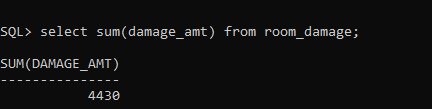 SQL> select sum(damage_amt) from room_damage;
SUM(DAMAGE_AMT)
---------------
4430